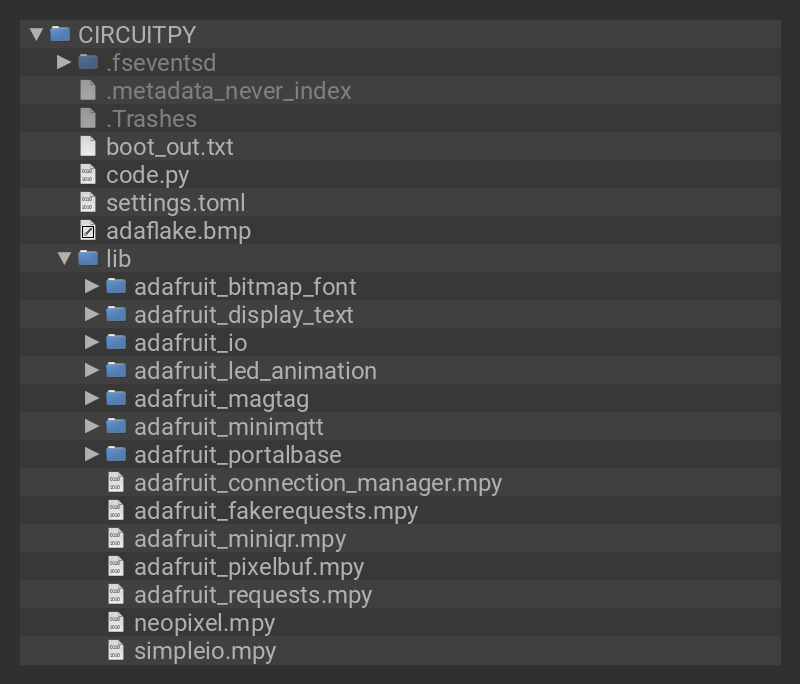 CIRCUITPY
.fseventsd
.metadata_never_index
.Trashes
boot_out.txt
code.py
settings.toml
adaflake.bmp
lib
adafruit_bitmap_font
adafruit_display_text
adafruit_io
adafruit_led_animation
adafruit_magtag
adafruit_minimqtt
adafruit_portalbase
adafruit_connection_manager.mpy
adafruit_fakerequests.mpy
adafruit_miniqr.mpy
adafruit_pixelbuf.mpy
adafruit_requests.mpy
neopixel.mpy
simpleio.mpy